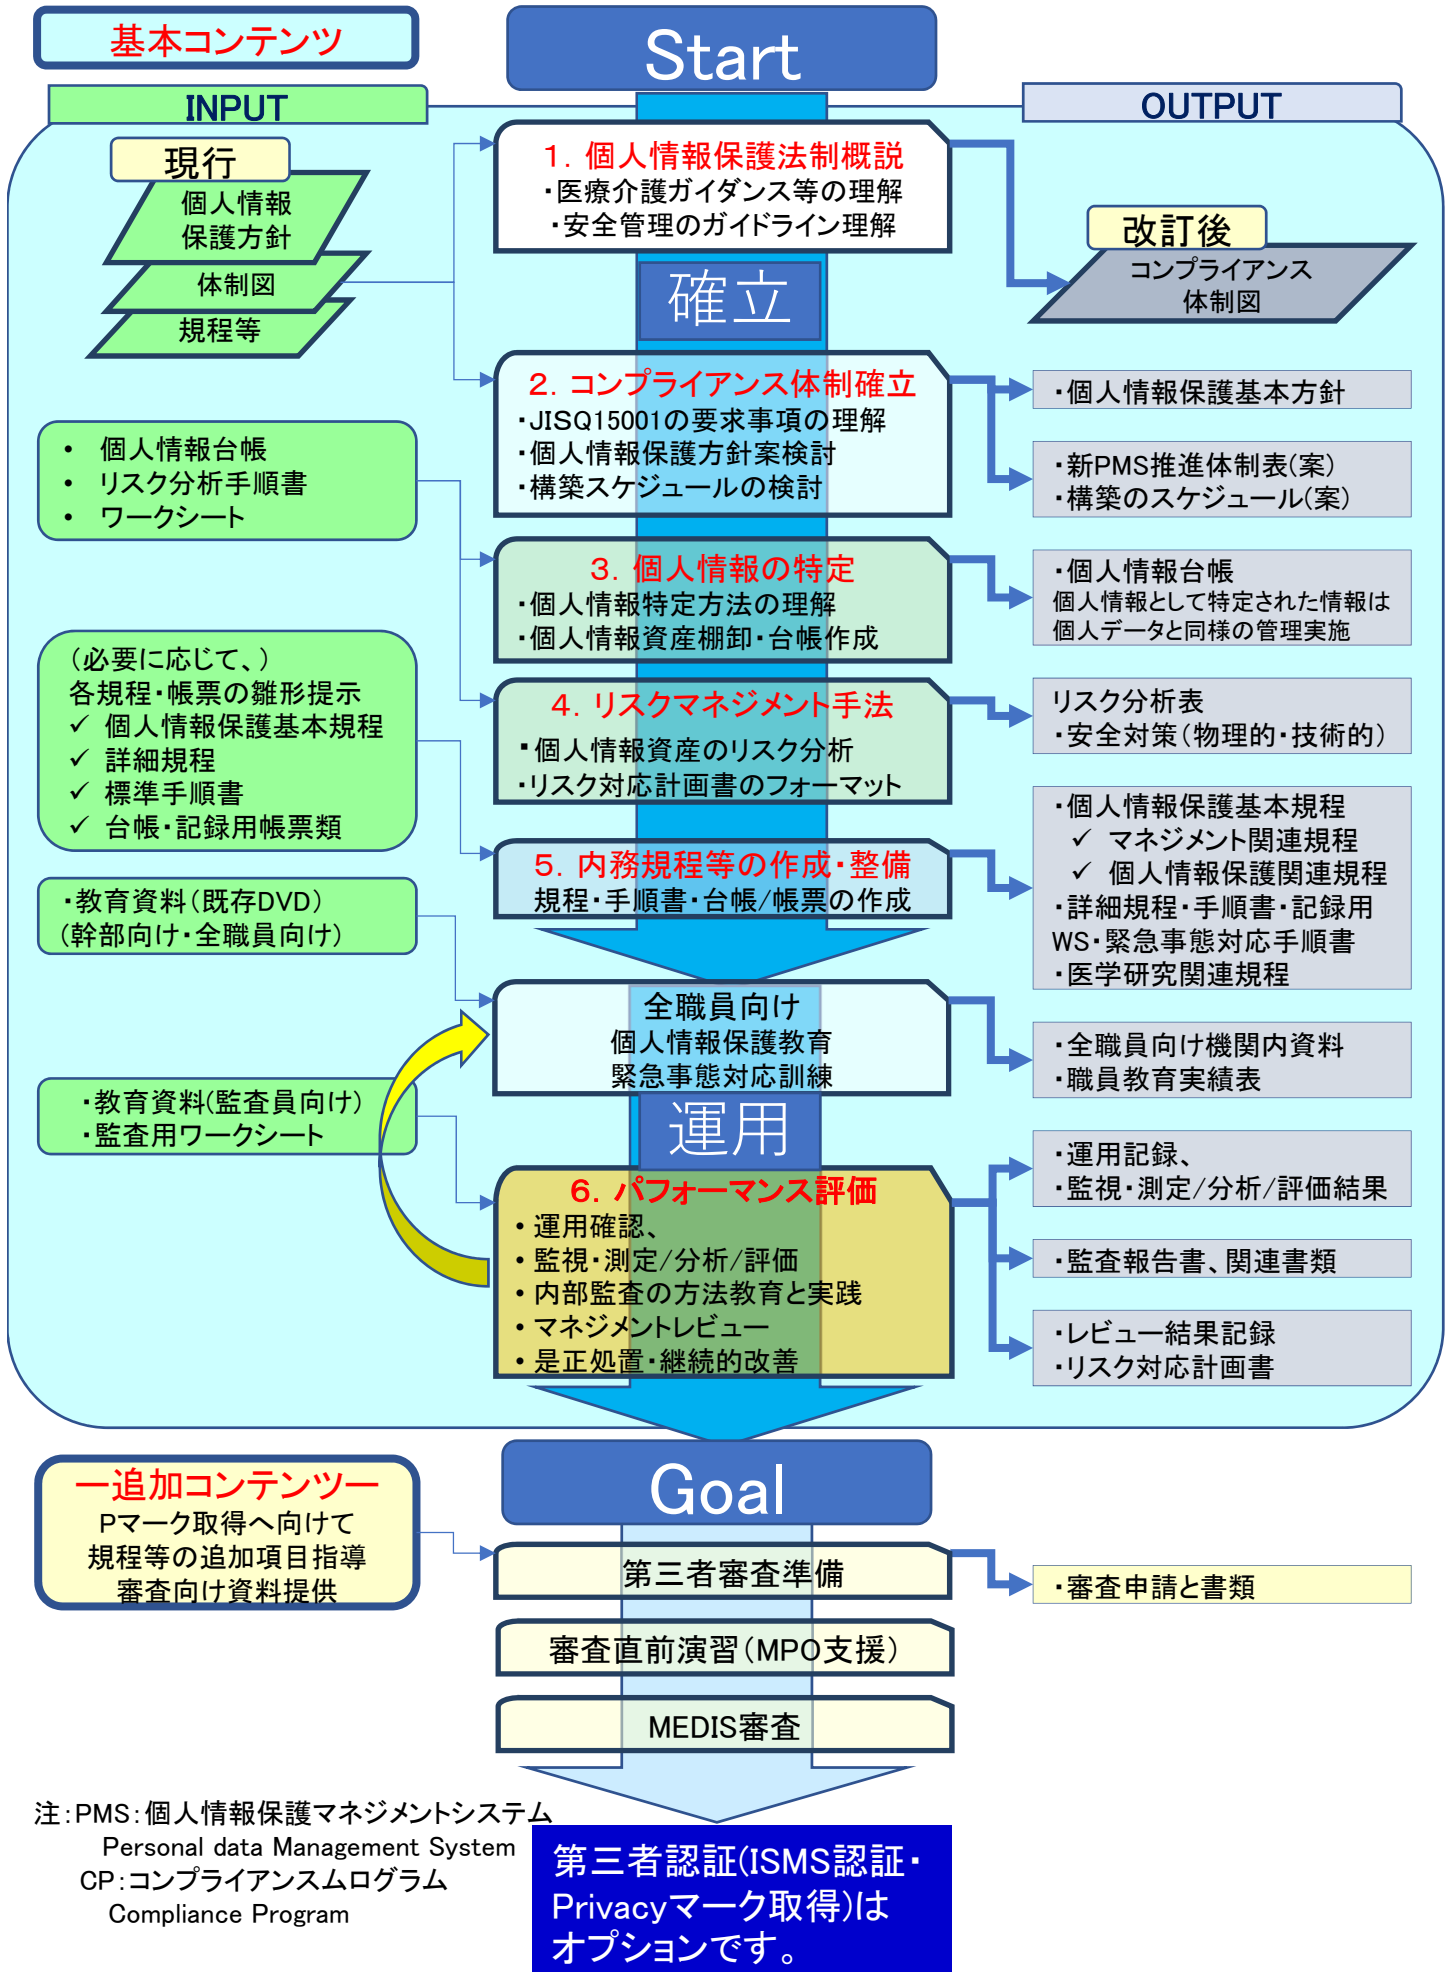 基本コンテンツ
Start
INPUT
OUTPUT
現行
個人情報
保護方針
体制図
規程等
1．個人情報保護法制概説
・医療介護ガイダンス等の理解
・安全管理のガイドライン理解
改訂後
コンプライアンス
体制図
確立
2．コンプライアンス体制確立
・JISQ15001の要求事項の理解
・個人情報保護方針案検討
・構築スケジュールの検討
・個人情報保護基本方針
・新PMS推進体制表(案)
・構築のスケジュール(案)
• 個人情報台帳
• リスク分析手順書
• ワークシート
3．個人情報の特定
・個人情報特定方法の理解
・個人情報資産棚卸・台帳作成
・個人情報台帳
個人情報として特定された情報は
個人データと同様の管理実施
（必要に応じて、）
各規程・帳票の雛形提示
✓ 個人情報保護基本規程
✓ 詳細規程
✓ 標準手順書
✓ 台帳・記録用帳票類
4．リスクマネジメント手法
・個人情報資産のリスク分析
・リスク対応計画書のフォーマット
リスク分析表
・安全対策（物理的・技術的）
5．内務規程等の作成・整備
規程・手順書・台帳/帳票の作成
・個人情報保護基本規程
✓ マネジメント関連規程
✓ 個人情報保護関連規程
・詳細規程・手順書・記録用
WS・緊急事態対応手順書
・医学研究関連規程
・教育資料（既存DVD）
(幹部向け・全職員向け）
全職員向け
個人情報保護教育
緊急事態対応訓練
・全職員向け機関内資料
・職員教育実績表
運用
・教育資料(監査員向け）
・監査用ワークシート
6．パフォーマンス評価
• 運用確認、
• 監視・測定/分析/評価
• 内部監査の方法教育と実践
• マネジメントレビュー
• 是正処置・継続的改善
・運用記録、
・監視・測定/分析/評価結果
・監査報告書、関連書類
・レビュー結果記録
・リスク対応計画書
Goal
ー追加コンテンツー
Pマーク取得へ向けて
規程等の追加項目指導
審査向け資料提供
第三者審査準備
・審査申請と書類
審査直前演習（MPO支援）
MEDIS審査
注：PMS：個人情報保護マネジメントシステム
Personal data Management System
CP：コンプライアンスムログラム
Compliance Program
第三者認証(ISMS認証・
Privacyマーク取得)は
オプションです。